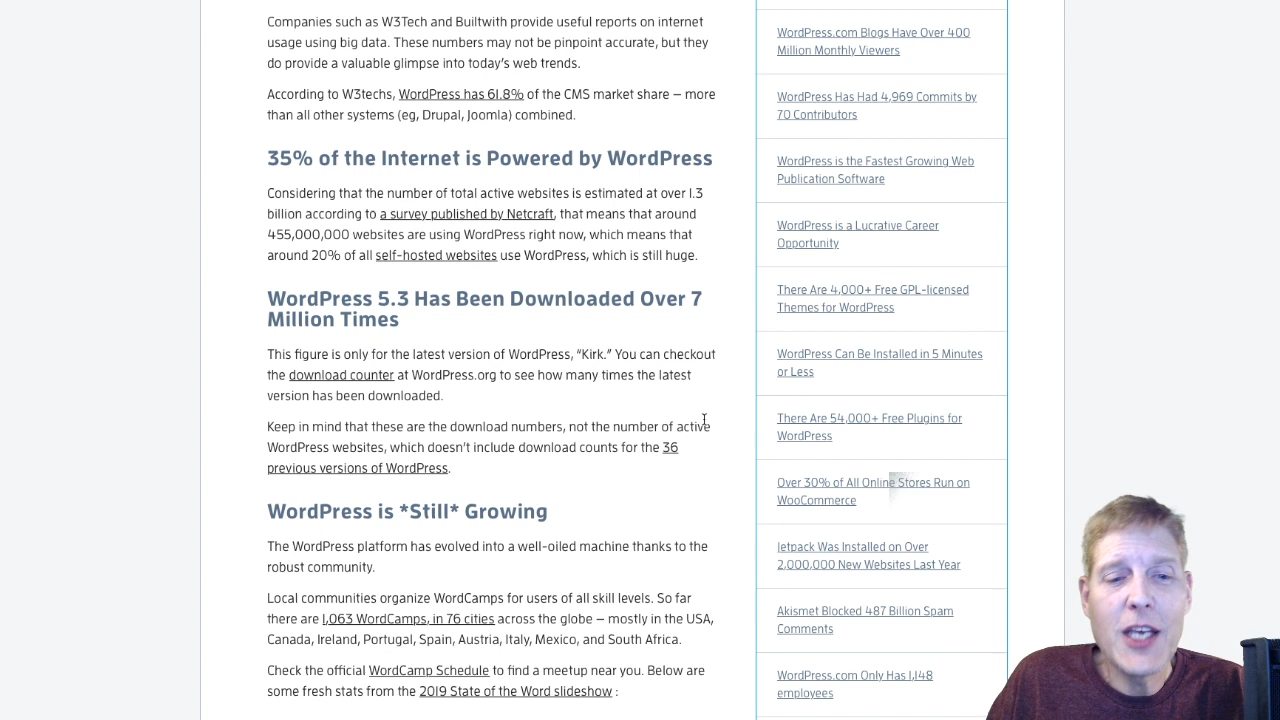 Companies such as W3Tech and Builtwith provide useful reports on internet
usage using big data. These numbers may not be pinpoint accurate, but they
do provide a valuable glimpse into today's web trends.
According to W3techs, WordPress has 61.8% of the CMS market share – more
than all other systems (eg, Drupal, Joomla) combined.
35% of the Internet is Powered by WordPress
Considering that the number of total active websites is estimated at over 1.3
billion according to a survey published by Netcraft, that means that around
455,000,000 websites are using WordPress right now, which means that
around 20% of all self-hosted websites use WordPress, which is still huge.
WordPress 5.3 Has Been Downloaded Over 7
Million Times
This figure is only for the latest version of WordPress, “Kirk.” You can checkout
the download counter at WordPress.org to see how many times the latest
version has been downloaded.
Keep in mind that these are the download numbers, not the number of active
WordPress websites, which doesn't include download counts for the 36
previous versions of WordPress.
WordPress is *Still* Growing
The WordPress platform has evolved into a well-oiled machine thanks to the
robust community.
Local communities organize WordCamps for users of all skill levels. So far
there are 1,063 WordCamps, in 76 cities across the globe – mostly in the USA,
Canada, Ireland, Portugal, Spain, Austria, Italy, Mexico, and South Africa.
Check the official WordCamp Schedule to find a meetup near you. Below are
some fresh stats from the 2019 State of the Word slideshow :
WordPress.com Blogs Have Over 400
Million Monthly Viewers
WordPress Has Had 4,969 Commits by
70 Contributors
WordPress is the Fastest Growing Web
Publication Software
WordPress is a Lucrative Career
Opportunity
There Are 4,000+ Free GPL-licensed
Themes for WordPress
WordPress Can Be Installed in 5 Minutes
or Less
There Are 54,000+ Free Plugins for
WordPress
Over 30% of All Online Stores Run on
WooCommerce
Jetpack Was Installed on Over
2,000,000 New Websites Last Year
Akismet Blocked 487 Billion Spam
Comments
WordPress.com Only Has 1,148
employees